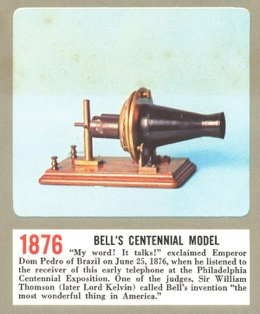 1876 BELL'S CENTENNIAL MODEL
"My word! It talks!" exclaimed Emperor
Dom Pedro of Brazil on June 25, 1876, when he listened to
the receiver of this early telephone at the Philadelphia
Centennial Exposition. One of the judges, Sir William
Thomson (later Lord Kelvin) called Bell's invention "the
most wonderful thing in America."